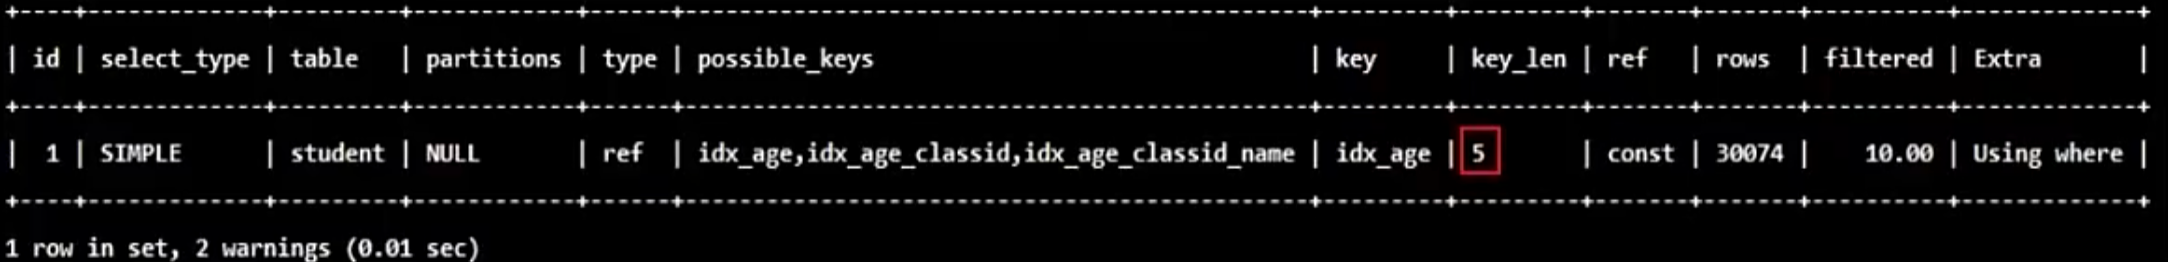 +----+-------------+---------+------------+------+----------------------------------------------+---------+---------+-------+-------+----------+-------------+
| id | select_type | table   | partitions | type | possible_keys                                | key     | key_len | ref   | rows  | filtered | Extra       |
+----+-------------+---------+------------+------+----------------------------------------------+---------+---------+-------+-------+----------+-------------+
|  1 | SIMPLE      | student | NULL       | ref  | idx_age,idx_age_classid,idx_age_classid_name | idx_age | 5       | const | 30074 |    10.00 | Using where |
+----+-------------+---------+------------+------+----------------------------------------------+---------+---------+-------+-------+----------+-------------+
1 row in set, 2 warnings (0.01 sec)